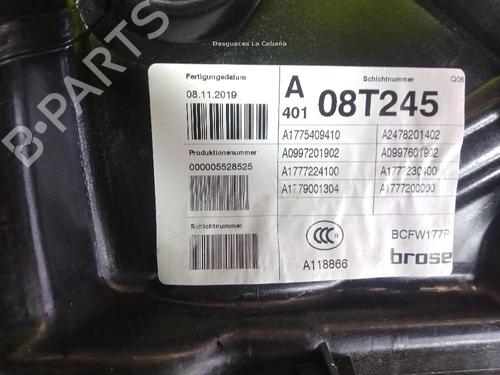 Desguaces La Cabaña
Fertigungsdatum
08.11.2019
A
401
Schichtnummer
08T245
Q06
A1775409410 A2478201402
A0997201902 A0997601902
A1777224100 A1777230400
A1779001304 A1777200000
Produktionsnummer
000005528525
Schichtnummer
CCC
A118866
BCFW177P
brose
B-PARTS